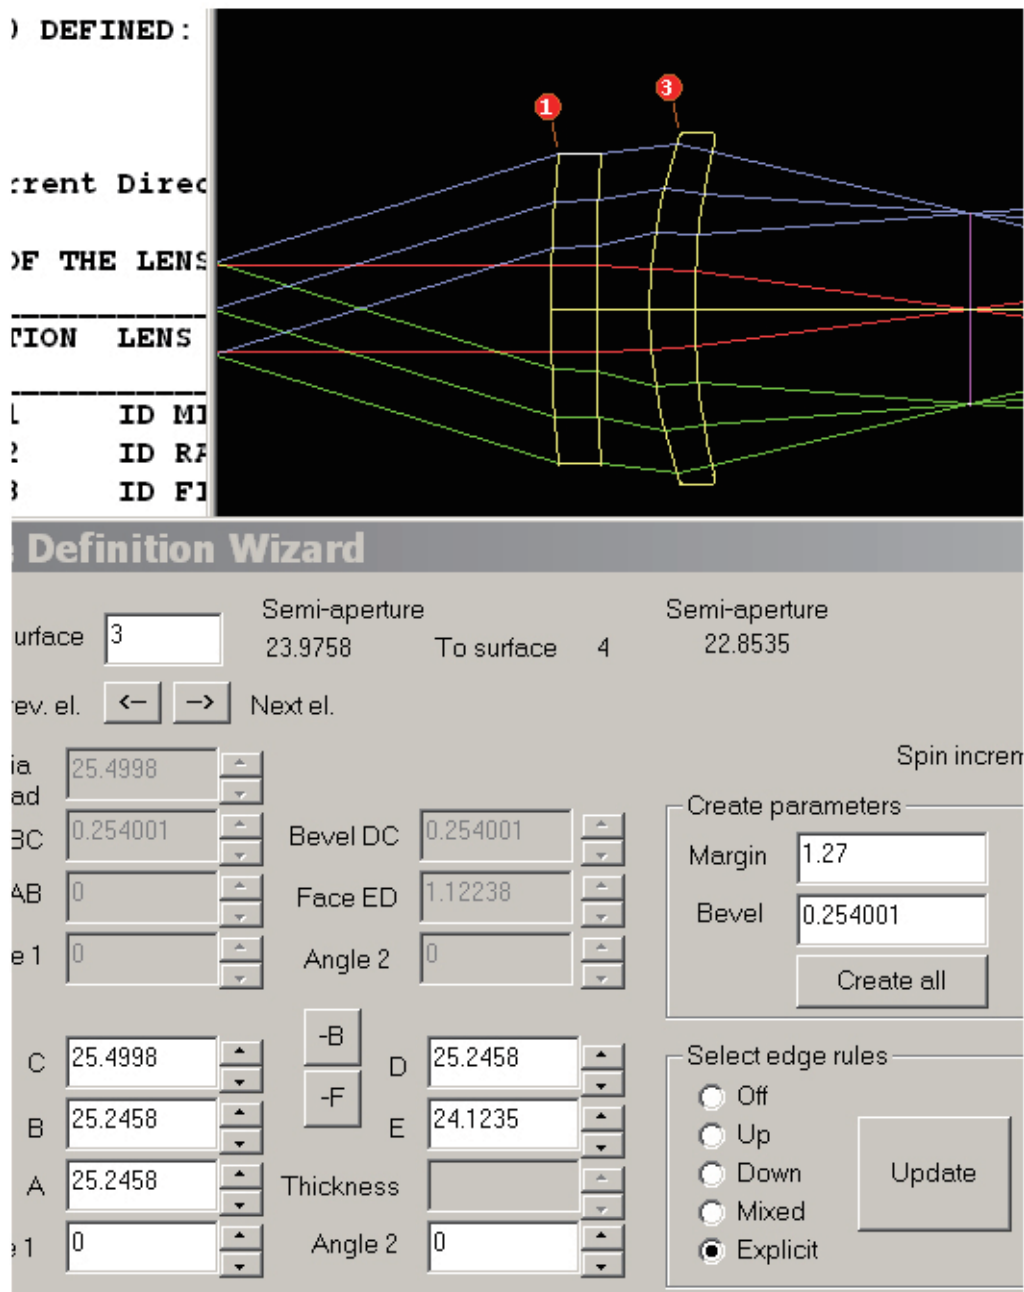 ) DEFINED:
1
3
rrent Direc
OF THE LENS
TION LENS
1 ID MI
2 ID RA
3 ID FI
Definition Wizard
urface 3 Semi-aperture 23.9758 To surface 4 Semi-aperture 22.8535
ev. el. <- -> Next el.
ia
ad 25.4998 Spin increm
BC 0.254001 Bevel DC 0.254001
AB 0 Face ED 1.12238
e 1 0 Angle 2 0
Create parameters
Margin 1.27
Bevel 0.254001
Create all
C 25.4998 -B D 25.2458
B 25.2458 -F E 24.1235
A 25.2458 Thickness
e 1 0 Angle 2 0
Select edge rules
Off
Up
Down
Mixed
Explicit
Update